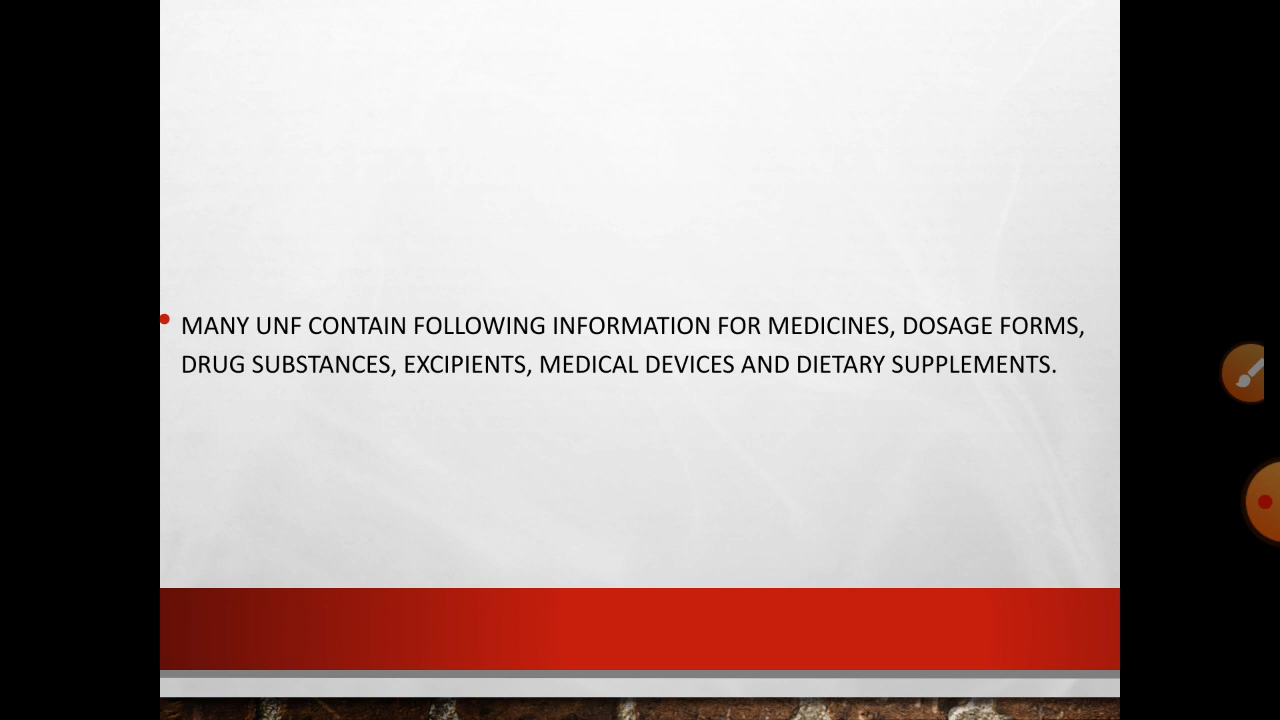 MANY UNF CONTAIN FOLLOWING INFORMATION FOR MEDICINES, DOSAGE FORMS,
DRUG SUBSTANCES, EXCIPIENTS, MEDICAL DEVICES AND DIETARY SUPPLEMENTS.